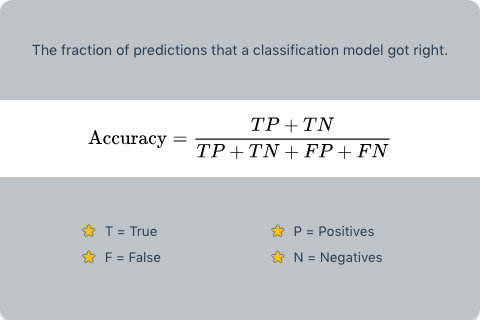 The fraction of predictions that a classification model got right.
Accuracy = \frac{TP + TN}{TP + TN + FP + FN}
T = True
P = Positives
F = False
N = Negatives